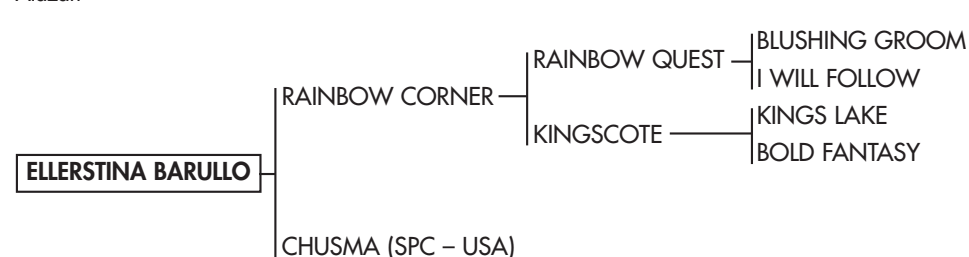 RAINBOW QUEST
BLUSHING GROOM
I WILL FOLLOW
RAINBOW CORNER
KINGSCOTE
KINGS LAKE
BOLD FANTASY
ELLERSTINA BARULLO
CHUSMA (SPC – USA)